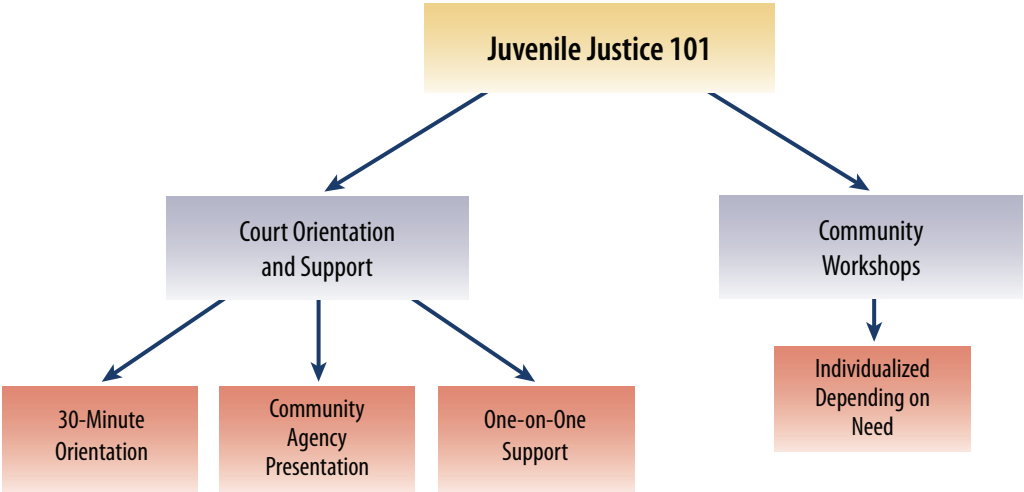 Juvenile Justice 101
Court Orientation
and Support
Community
Workshops
30-Minute
Orientation
Community
Agency
Presentation
One-on-One
Support
Individualized
Depending on
Need